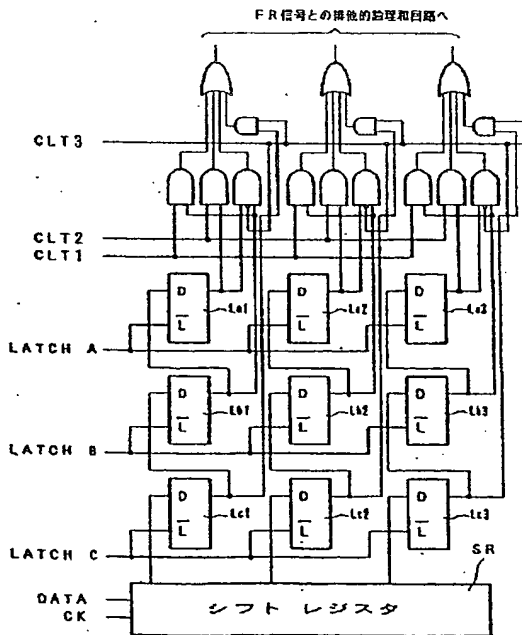 FR信号との排他的論理和回路へ
CLT3
CLT2
CLT1
D
L
La1
D
L
La2
D
L
La3
LATCH A
D
L
Lb1
D
L
Lb2
D
L
Lb3
LATCH B
D
L
Lc1
D
L
Lc2
D
L
Lc3
LATCH C
SR
DATA
CK
シフト レジスタ